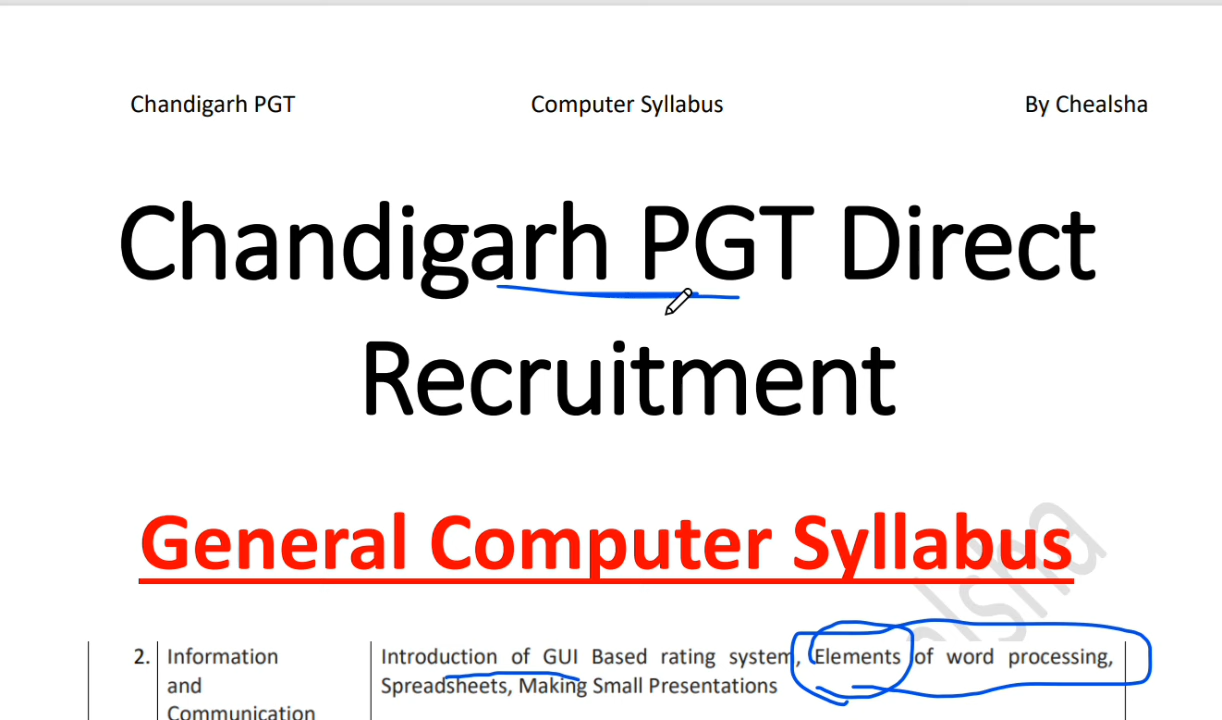 Chandigarh PGT Computer Syllabus By Chealsha
Chandigarh PGT Direct
Recruitment
General Computer Syllabus
2. Information Introduction of GUI Based rating system, Elements of word processing,
and Spreadsheets, Making Small Presentations
Communication